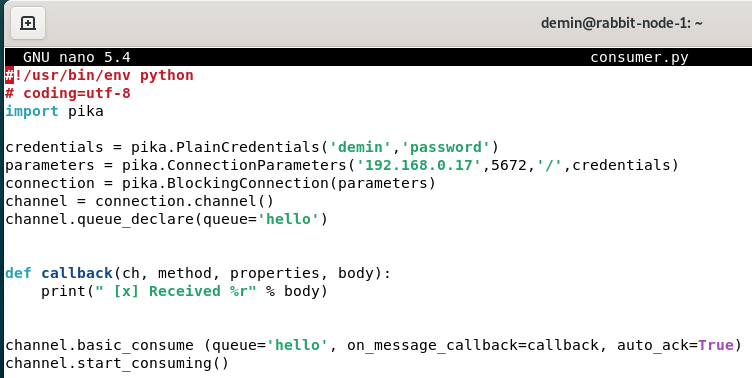 demin@rabbit-node-1: ~
GNU nano 5.4 consumer.py
#!/usr/bin/env python
# coding=utf-8
import pika
credentials = pika.PlainCredentials('demin','password')
parameters = pika.ConnectionParameters('192.168.0.17',5672,'/',credentials)
connection = pika.BlockingConnection(parameters)
channel = connection.channel()
channel.queue_declare(queue='hello')
def callback(ch, method, properties, body):
    print(" [x] Received %r" % body)
channel.basic_consume (queue='hello', on_message_callback=callback, auto_ack=True)
channel.start_consuming()